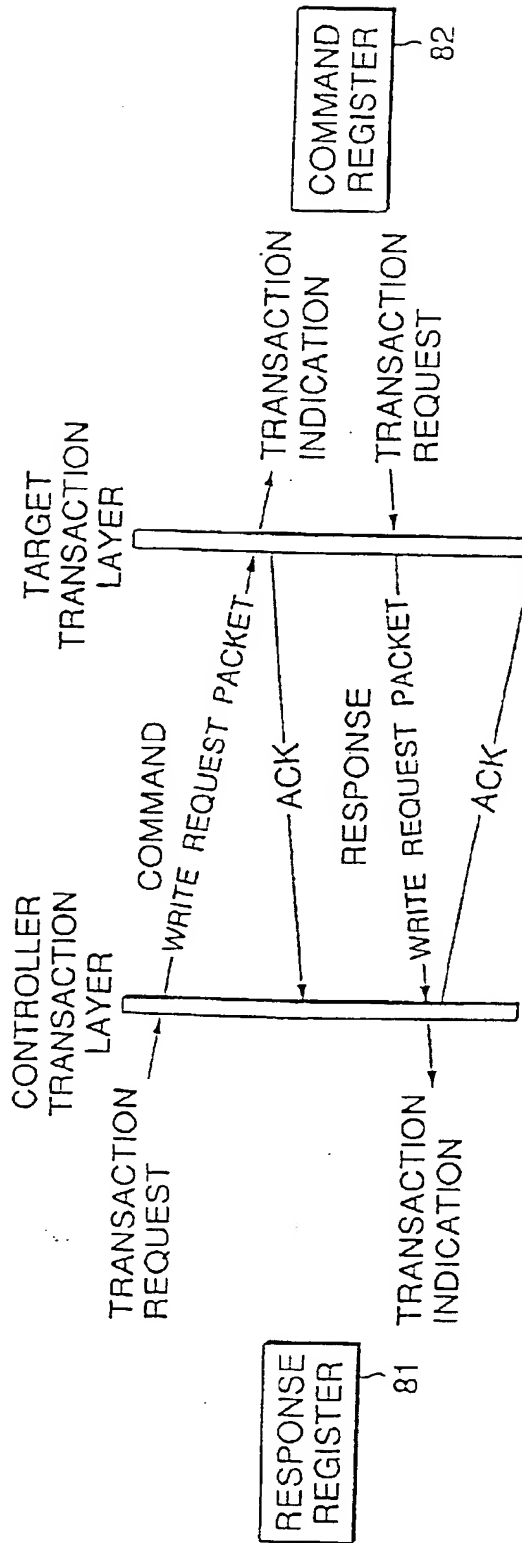 CONTROLLER
TRANSACTION
LAYER
TARGET
TRANSACTION
LAYER
TRANSACTION
REQUEST
COMMAND
WRITE REQUEST PACKET
TRANSACTION
INDICATION
COMMAND
REGISTER
82
ACK
RESPONSE
REGISTER
81
RESPONSE
WRITE REQUEST PACKET
TRANSACTION
REQUEST
TRANSACTION
INDICATION
ACK